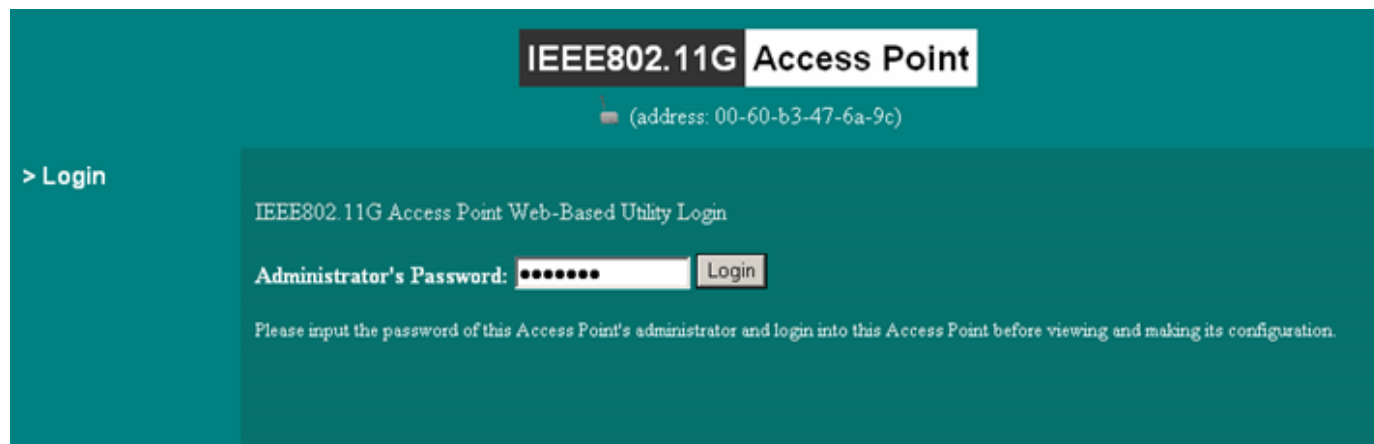 IEEE802.11G Access Point
(address: 00-60-b3-47-6a-9c)
> Login
IEEE802.11G Access Point Web-Based Utility Login
Administrator's Password: ●●●●●●● Login
Please input the password of this Access Point's administrator and login into this Access Point before viewing and making its configuration.